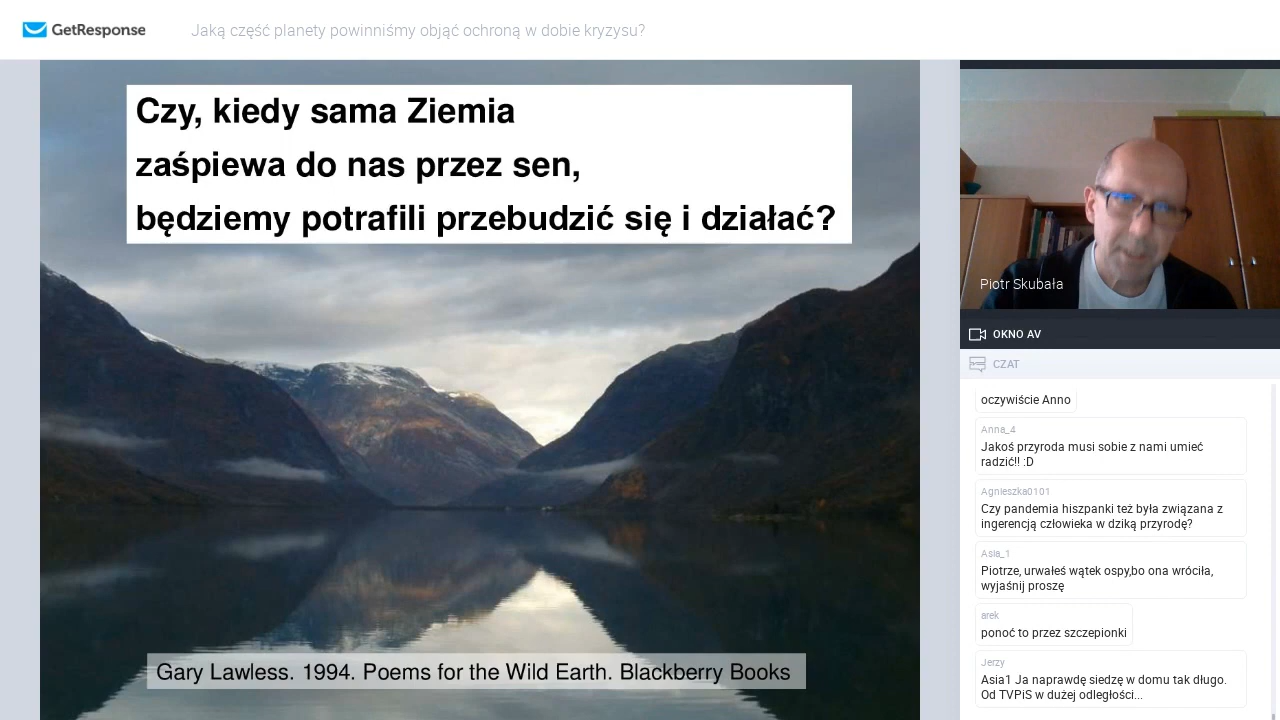 GetResponse
Jaką część planety powinniśmy objąć ochroną w dobie kryzysu?
Czy, kiedy sama Ziemia
zaśpiewa do nas przez sen,
będziemy potrafili przebudzić się i działać?
Gary Lawless. 1994. Poems for the Wild Earth. Blackberry Books
Piotr Skubała
OKNO AV
CZAT
oczywiście Anno
Anna_4
Jakoś przyroda musi sobie z nami umieć
radzić!! :D
Agnieszka0101
Czy pandemia hiszpanki też była związana z
ingerencją człowieka w dziką przyrodę?
Asia_1
Piotrze, urwałeś wątek ospy,bo ona wróciła,
wyjaśnij proszę
arek
ponoć to przez szczepionki
Jerzy
Asia1 Ja naprawdę siedzę w domu tak długo.
Od TVPiS w dużej odległości...